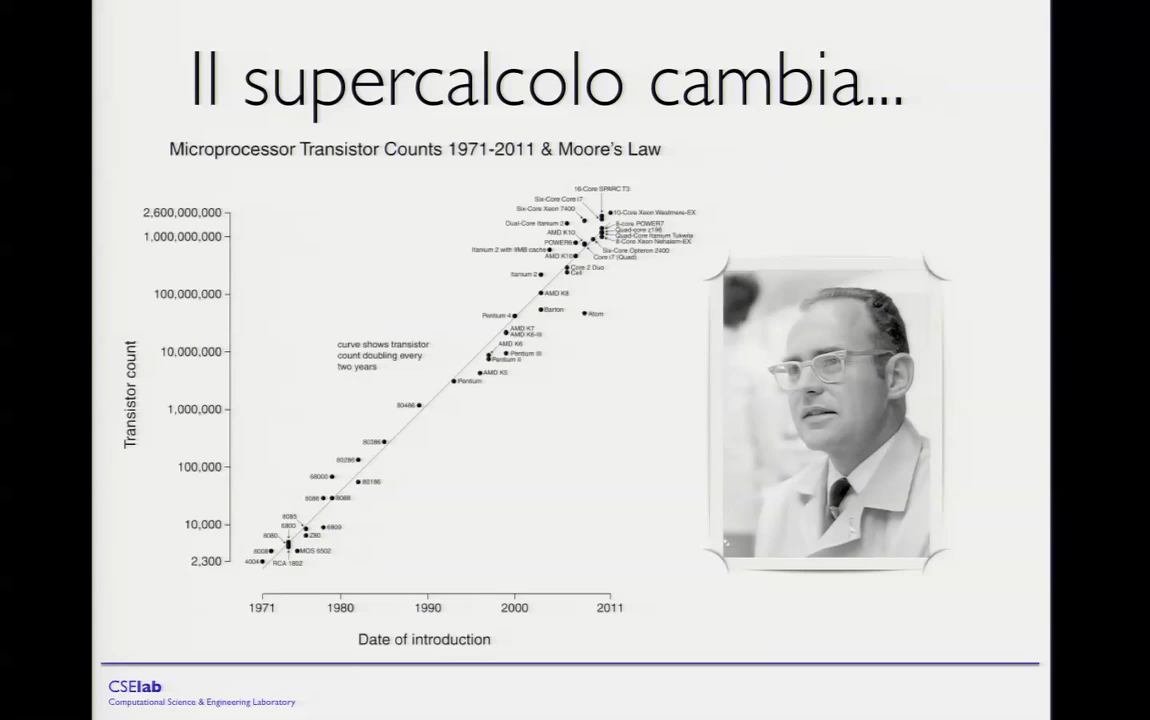 Il supercalcolo cambia...
Microprocessor Transistor Counts 1971-2011 & Moore's Law
16-Core SPARC T3
Six-Core Core i7
Six-Core Xeon 7400
10-Core Xeon Westmere-EX
Dual-Core Itanium 2
8-core POWER7
Quad-core z196
Quad-Core Itanium Tukwila
8-Core Xeon Nehalem-EX
AMD K10
POWER6
Itanium 2 with 9MB cache
Six-Core Opteron 2400
AMD K10
Core i7 (Quad)
Core 2 Duo
Cell
Itanium 2
AMD K8
Barton
Atom
Pentium 4
AMD K7
AMD K6-III
AMD K6
Pentium III
Pentium II
AMD K5
Pentium
80486
80386
80286
68000
80186
8086
8088
8085
6800
6809
8080
Z80
8008
MOS 6502
4004
RCA 1802
2,600,000,000
1,000,000,000
100,000,000
10,000,000
1,000,000
100,000
10,000
2,300
curve shows transistor
count doubling every
two years
Transistor count
1971
1980
1990
2000
2011
Date of introduction
CSElab
Computational Science & Engineering Laboratory